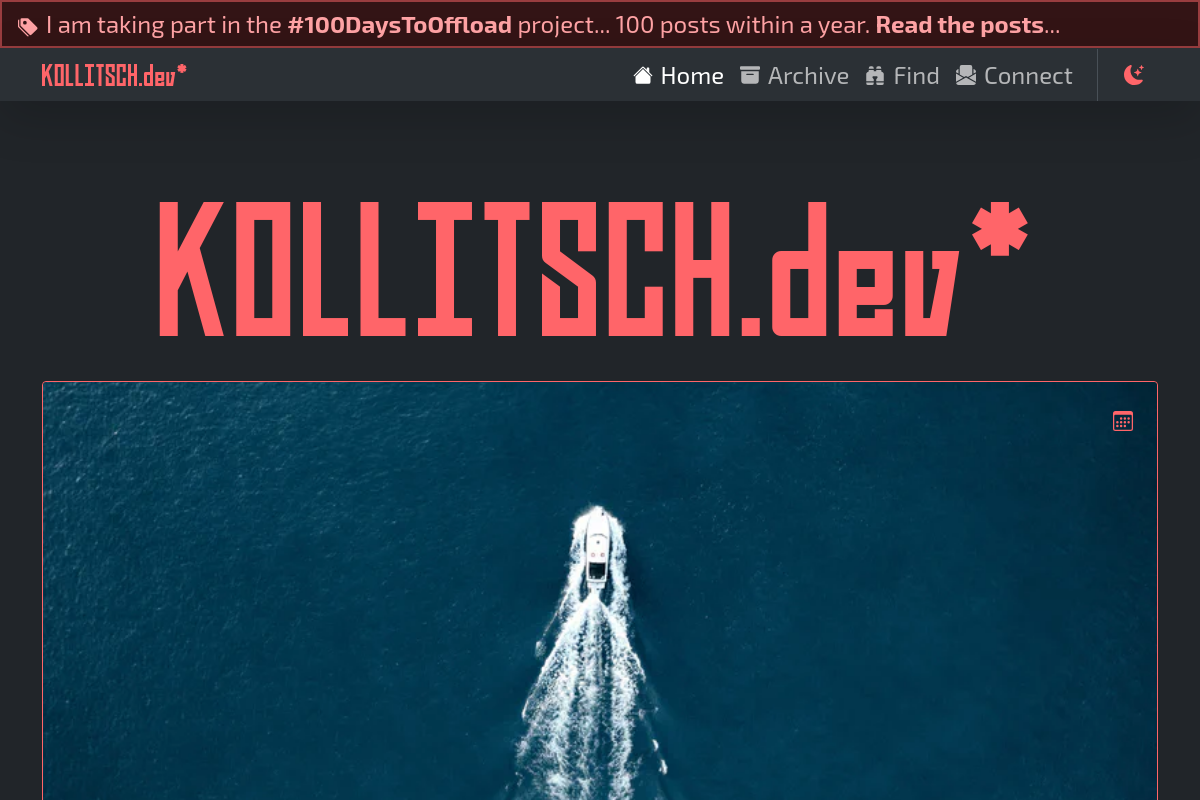 I am taking part in the #100DaysToOffload project... 100 posts within a year. Read the posts...
KOLLITSCH.dev* Home Archive Find Connect
KOLLITSCH.dev*